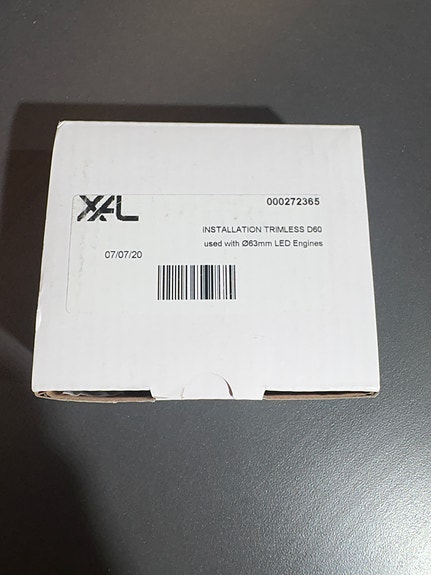 XAL
000272365
INSTALLATION TRIMLESS D60
used with Ø63mm LED Engines
07/07/20